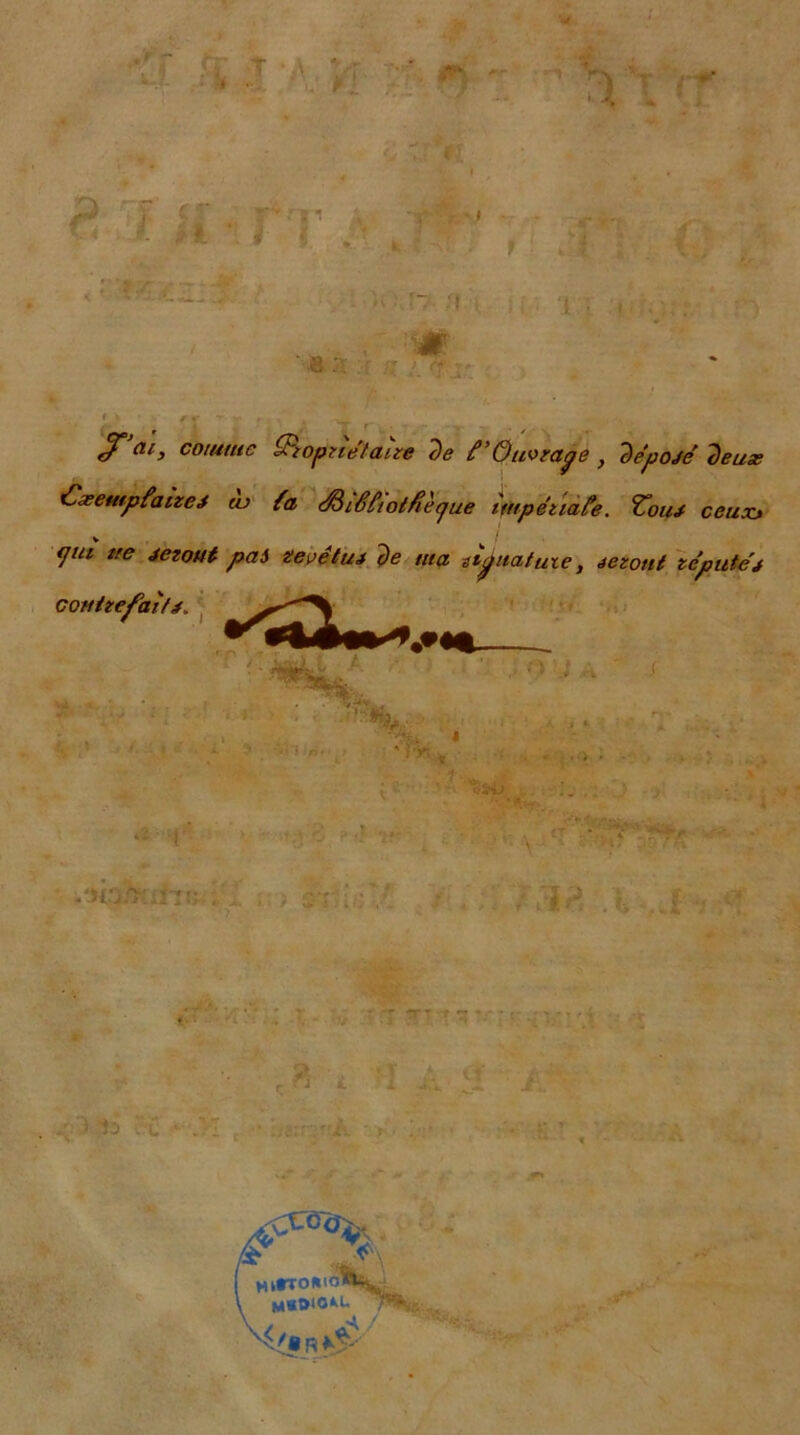 J'ai, comme Propriétaire de l'Ouvrage, déposé deux
Exemplaires à la Bibliothèque impériale. Tous ceux
qui ne seront pas revêtus de ma signature, seront réputés
contrefaits.
HISTORICAL
MEDICAL